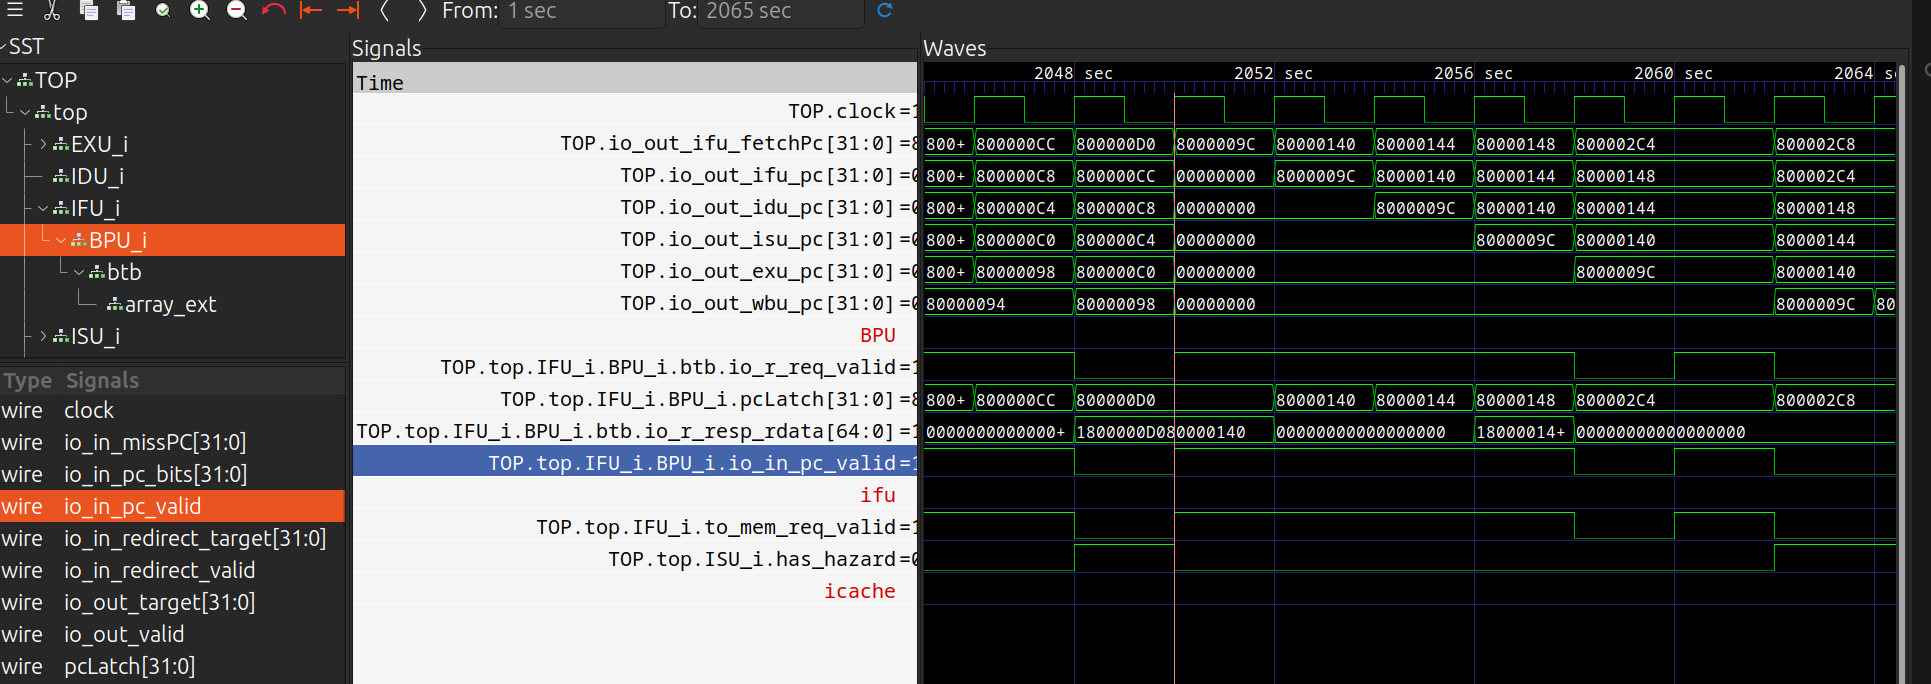 From: 1 sec To: 2065 sec
SST
TOP
top
EXU_i
IDU_i
IFU_i
BPU_i
btb
array_ext
ISU_i
Type Signals
wire clock
wire io_in_missPC[31:0]
wire io_in_pc_bits[31:0]
wire io_in_pc_valid
wire io_in_redirect_target[31:0]
wire io_in_redirect_valid
wire io_out_target[31:0]
wire io_out_valid
wire pcLatch[31:0]
Signals
Time
TOP.clock=1
TOP.io_out_ifu_fetchPc[31:0]=8
TOP.io_out_ifu_pc[31:0]=0
TOP.io_out_idu_pc[31:0]=0
TOP.io_out_isu_pc[31:0]=0
TOP.io_out_exu_pc[31:0]=0
TOP.io_out_wbu_pc[31:0]=0
BPU
TOP.top.IFU_i.BPU_i.btb.io_r_req_valid=1
TOP.top.IFU_i.BPU_i.pcLatch[31:0]=8
TOP.top.IFU_i.BPU_i.btb.io_r_resp_rdata[64:0]=1
TOP.top.IFU_i.BPU_i.io_in_pc_valid=1
ifu
TOP.top.IFU_i.to_mem_req_valid=1
TOP.top.ISU_i.has_hazard=0
icache
Waves
2048 sec 2052 sec 2056 sec 2060 sec 2064 s
800+ 800000CC 800000D0 8000009C 80000140 80000144 80000148 800002C4 800002C8
800+ 800000C8 800000CC 00000000 8000009C 80000140 80000144 80000148 800002C4
800+ 800000C4 800000C8 00000000 8000009C 80000140 80000144 80000148
800+ 800000C0 800000C4 00000000 8000009C 80000140 80000144
800+ 80000098 800000C0 00000000 8000009C 80000140
80000094 80000098 00000000 8000009C 80
800+ 800000CC 800000D0 80000140 80000144 80000148 800002C4 800002C8
0000000000000+ 1800000D080000140 00000000000000000 18000014+ 00000000000000000